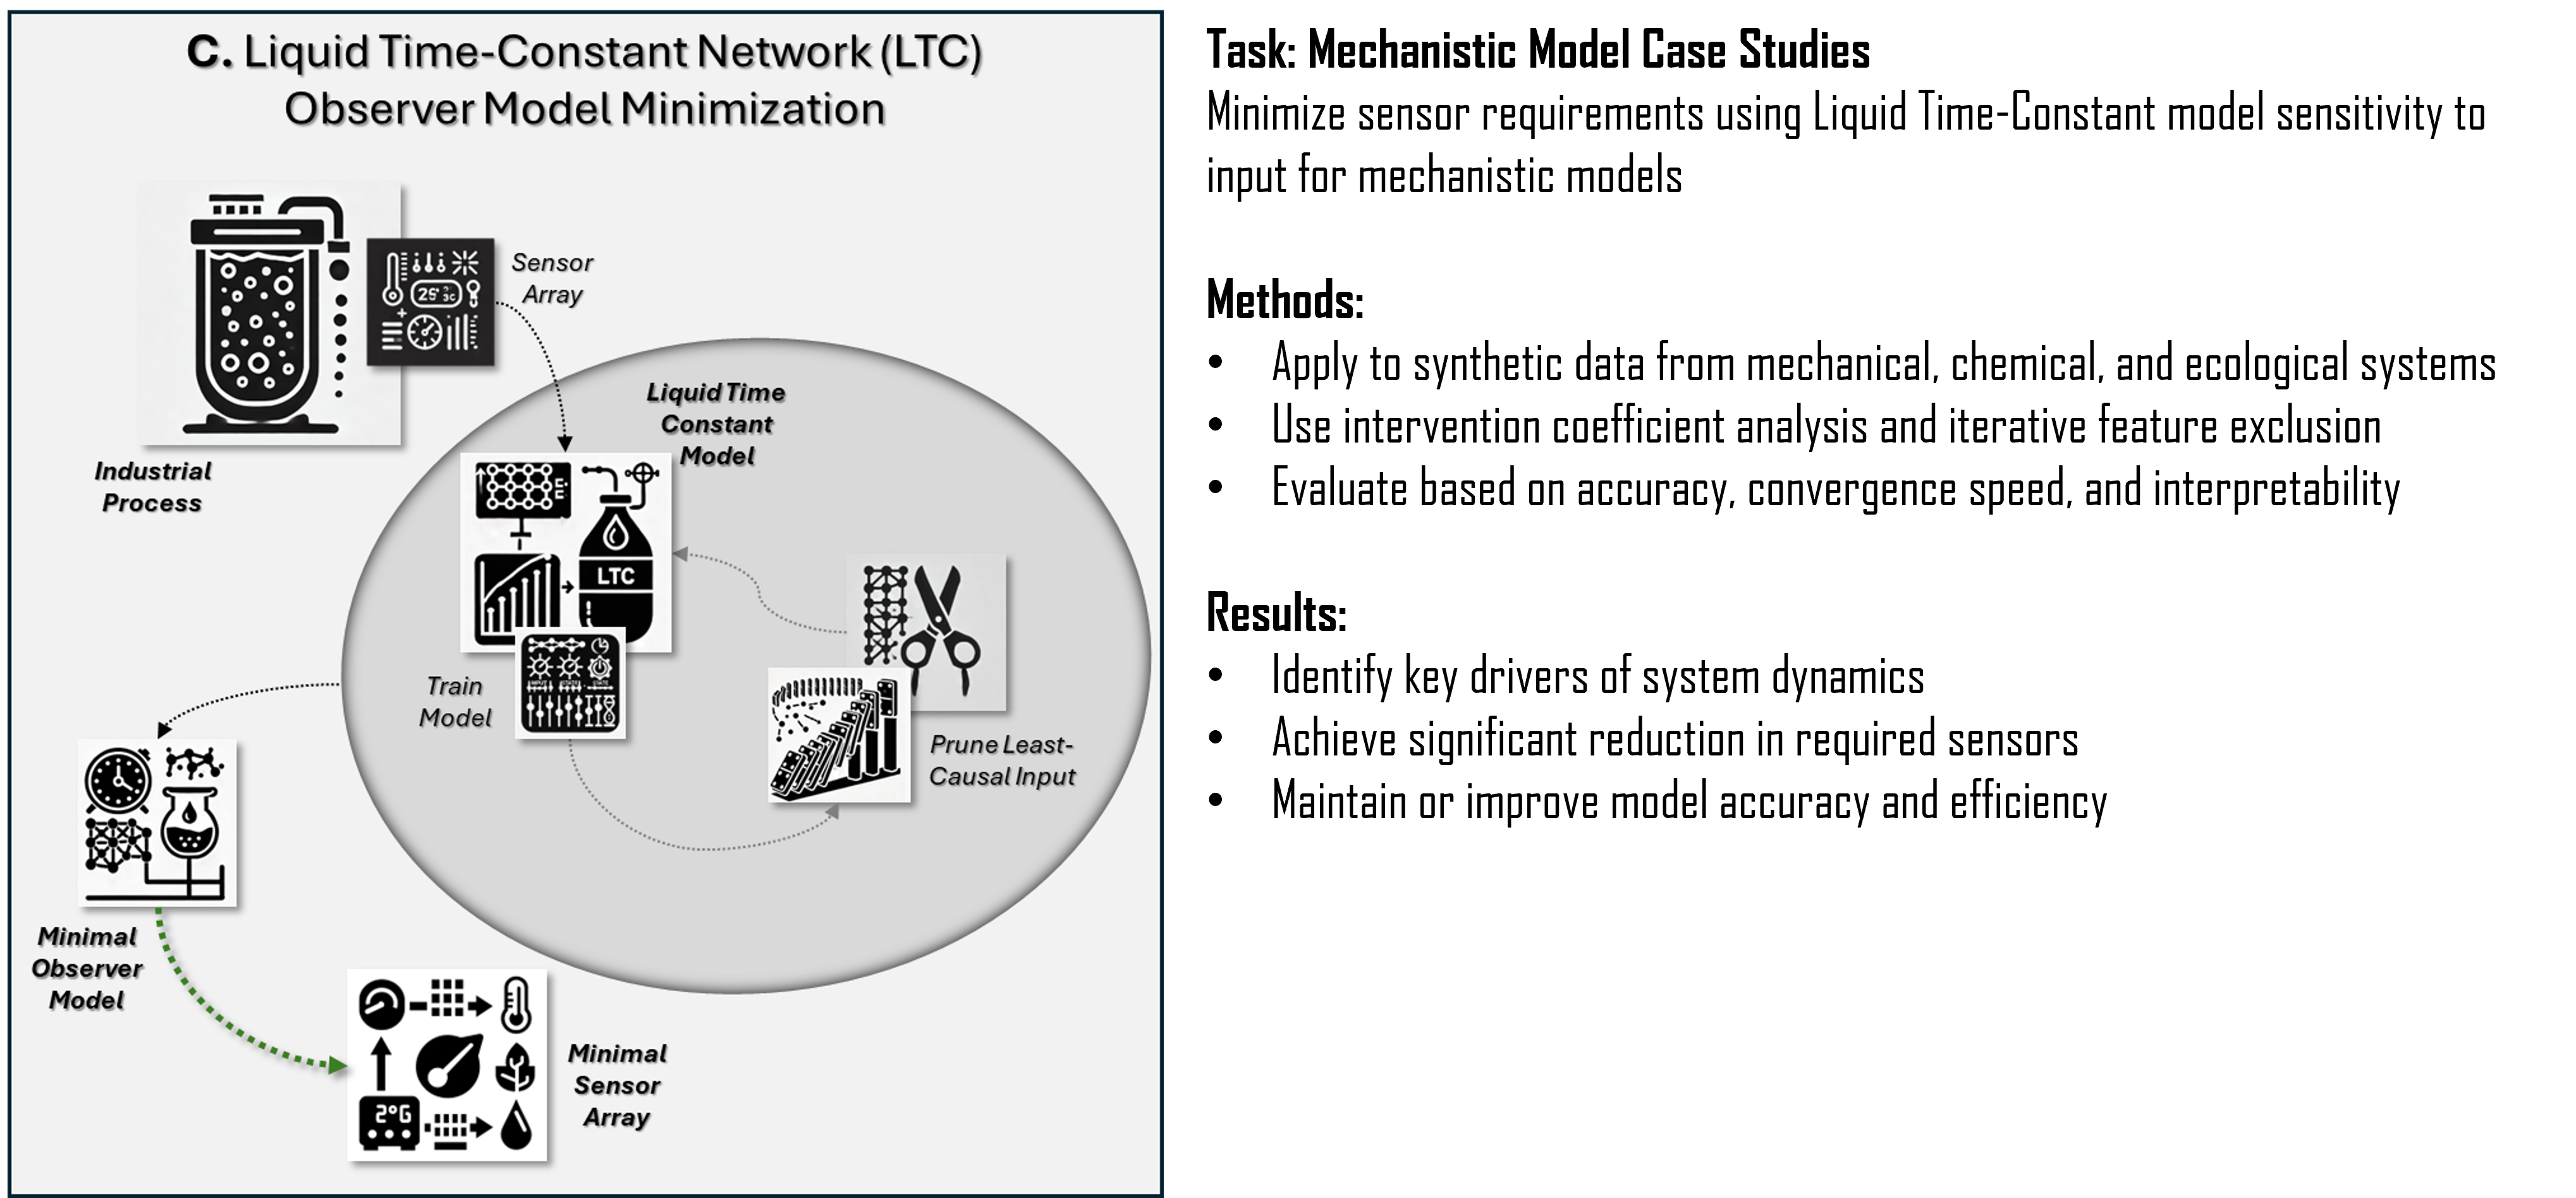 C. Liquid Time-Constant Network (LTC)
Observer Model Minimization
Sensor
Array
Industrial
Process
Liquid Time
Constant
Model
LTC
Train
Model
Prune Least-
Causal Input
Minimal
Observer
Model
Minimal
Sensor
Array
2°G
Task: Mechanistic Model Case Studies
Minimize sensor requirements using Liquid Time-Constant model sensitivity to
input for mechanistic models
Methods:
• Apply to synthetic data from mechanical, chemical, and ecological systems
• Use intervention coefficient analysis and iterative feature exclusion
• Evaluate based on accuracy, convergence speed, and interpretability
Results:
• Identify key drivers of system dynamics
• Achieve significant reduction in required sensors
• Maintain or improve model accuracy and efficiency